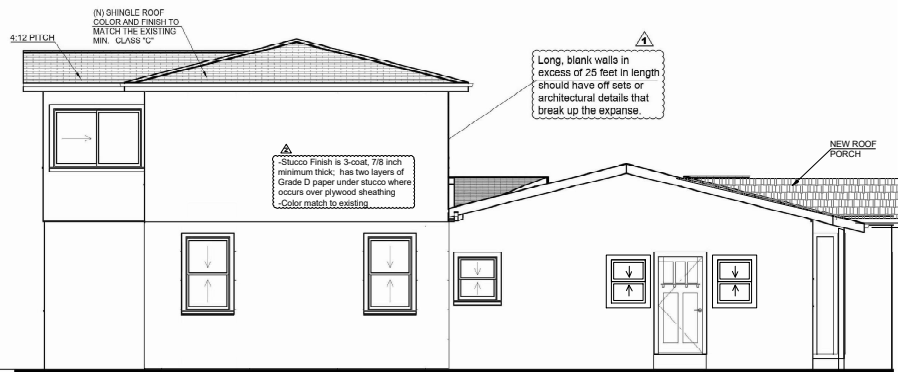 (N) SHINGLE ROOF
COLOR AND FINISH TO
MATCH THE EXISTING
MIN. CLASS "C"
4:12 PITCH
1
Long, blank walls in
excess of 25 feet in length
should have off sets or
architectural details that
break up the expanse.
2
-Stucco Finish is 3-coat, 7/8 inch
minimum thick; has two layers of
Grade D paper under stucco where
occurs over plywood sheathing
-Color match to existing
NEW ROOF
PORCH